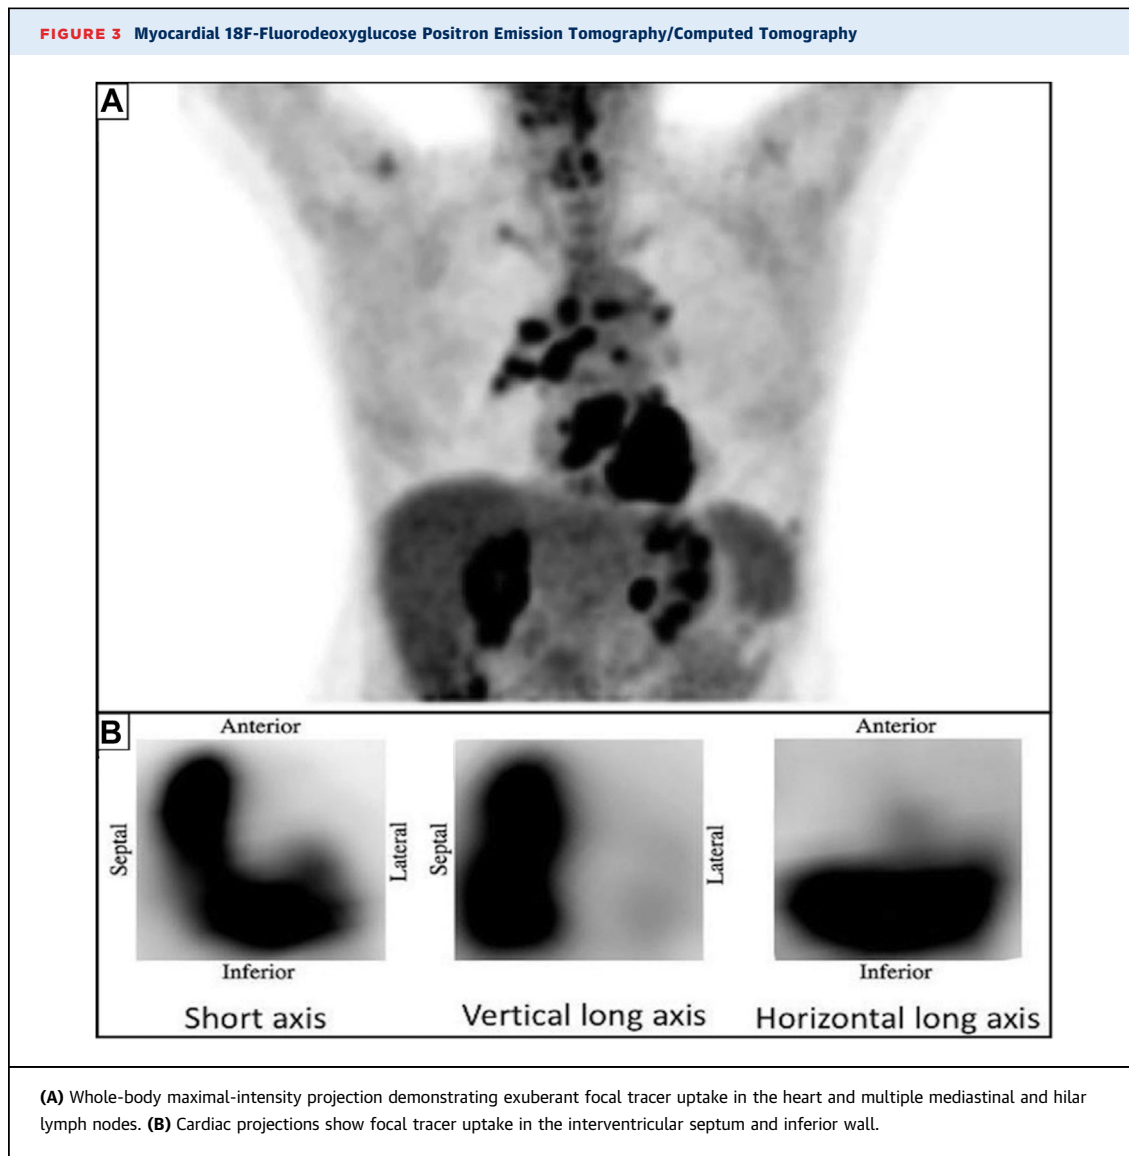 FIGURE 3 Myocardial 18F-Fluorodeoxyglucose Positron Emission Tomography/Computed Tomography
A
B
Anterior
Septal
Lateral
Inferior
Short axis
Septal
Lateral
Vertical long axis
Anterior
Inferior
Horizontal long axis
(A) Whole-body maximal-intensity projection demonstrating exuberant focal tracer uptake in the heart and multiple mediastinal and hilar
lymph nodes. (B) Cardiac projections show focal tracer uptake in the interventricular septum and inferior wall.